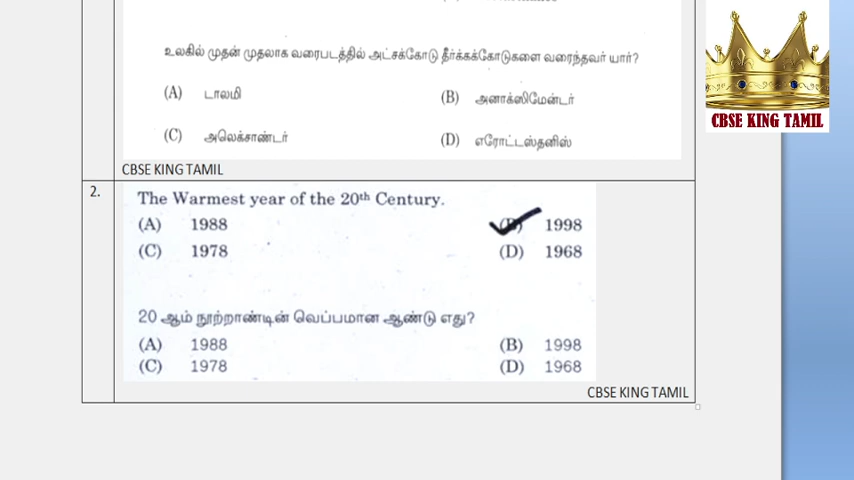 உலகில் முதன் முதலாக வரைபடத்தில் அட்சக்கோடு தீர்க்கக்கோடுகளை வரைந்தவர் யார்?
(A) டாலமி (B) அனாக்ஸிமேன்டர்
(C) அலெக்சாண்டர் (D) எரோட்டஸ்தனிஸ்
CBSE KING TAMIL
CBSE KING TAMIL
2. The Warmest year of the 20th Century.
(A) 1988 (B) 1998
(C) 1978 (D) 1968
20 ஆம் நூற்றாண்டின் வெப்பமான ஆண்டு எது?
(A) 1988 (B) 1998
(C) 1978 (D) 1968
CBSE KING TAMIL